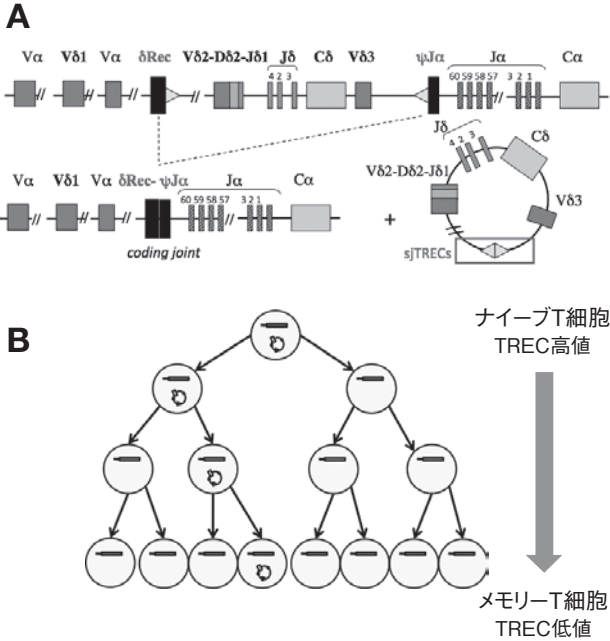 A
Vα Vδ1 Vα δRec Vδ2-Dδ2-Jδ1 Jδ Cδ Vδ3 ψJα Jα Cα
4 2 3
60 59 58 57 3 2 1
Vα Vδ1 Vα δRec- ψJα Jα Cα
60 59 58 57 3 2 1
coding joint
+
Jδ
4 2 3
Cδ
Vδ2-Dδ2-Jδ1
Vδ3
sjTRECs
B
ナイーブT細胞
TREC高値
メモリーT細胞
TREC低値